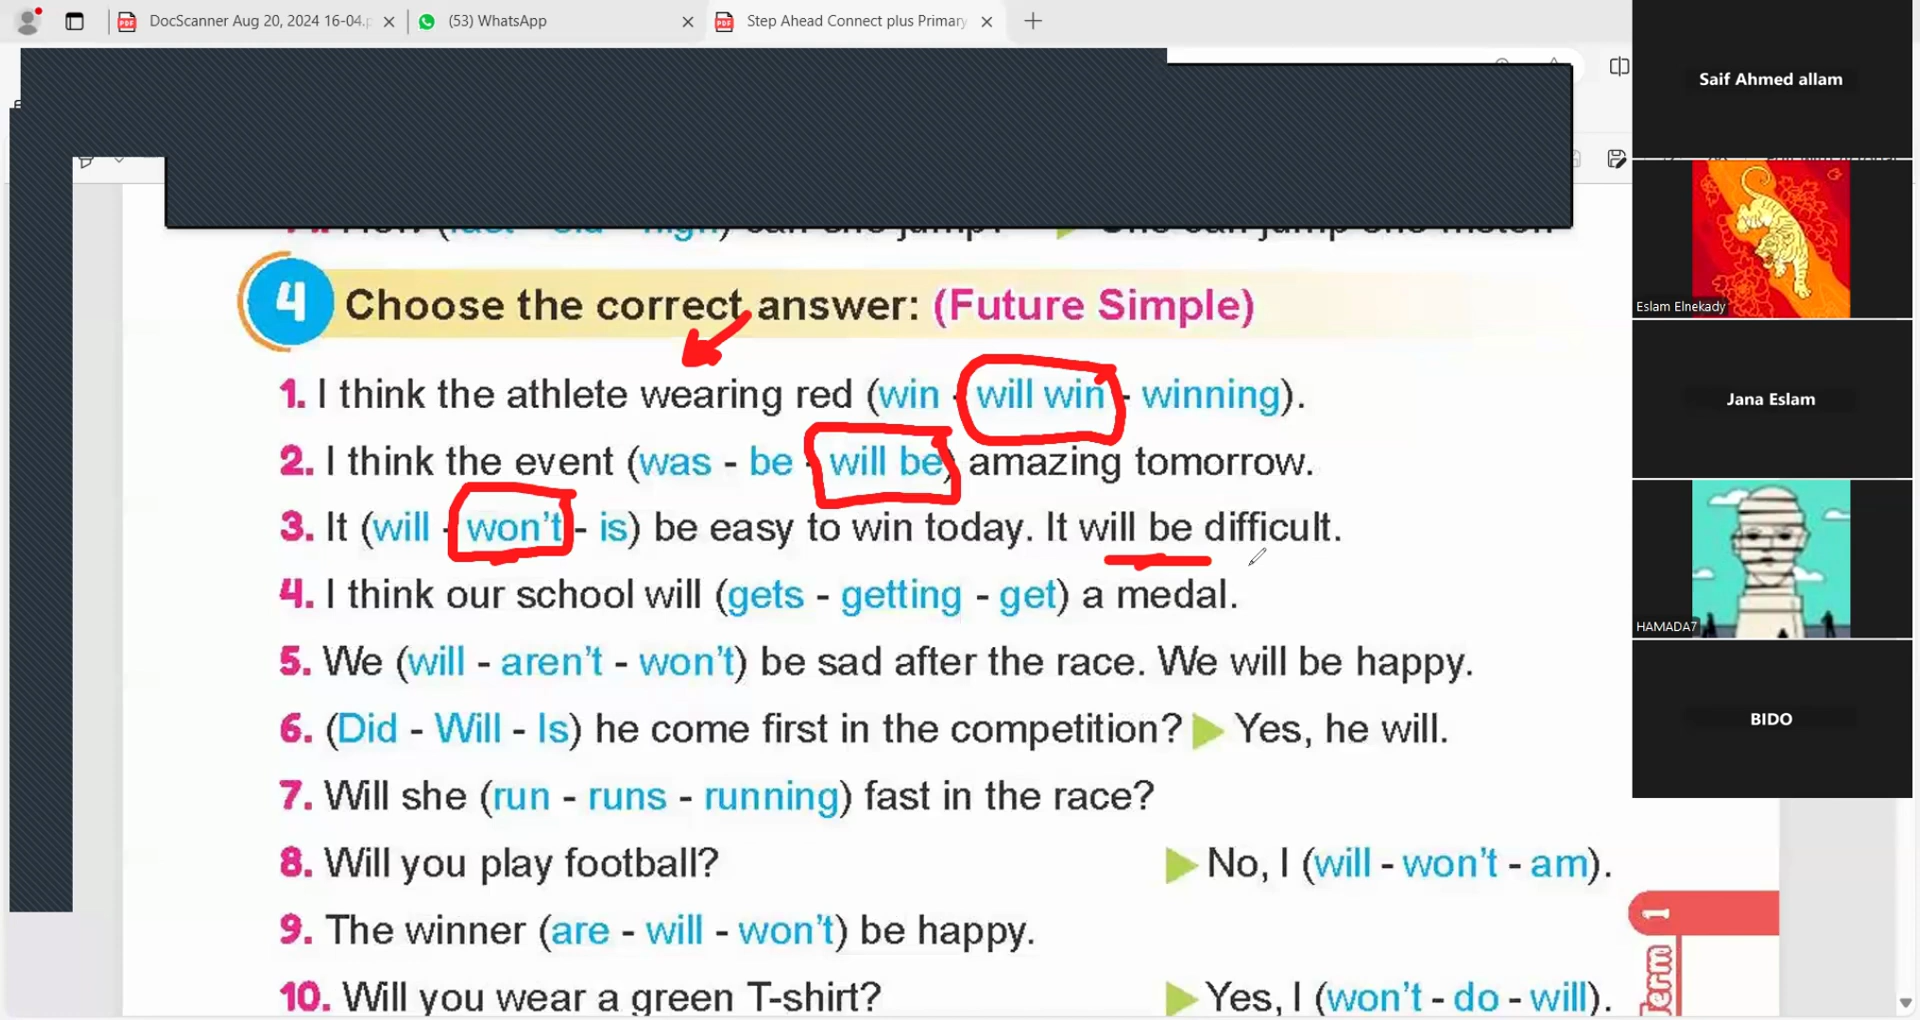 DocScanner Aug 20, 2024 16-04.p
(53) WhatsApp
Step Ahead Connect plus Primary
Saif Ahmed allam
Eslam Elnekady
Jana Eslam
HAMADA7
BIDO
4 Choose the correct answer: (Future Simple)
1. I think the athlete wearing red (win - will win - winning).
2. I think the event (was - be - will be) amazing tomorrow.
3. It (will - won't - is) be easy to win today. It will be difficult.
4. I think our school will (gets - getting - get) a medal.
5. We (will - aren't - won't) be sad after the race. We will be happy.
6. (Did - Will - Is) he come first in the competition? Yes, he will.
7. Will she (run - runs - running) fast in the race?
8. Will you play football? No, I (will - won't - am).
9. The winner (are - will - won't) be happy.
10. Will you wear a green T-shirt? Yes, I (won't - do - will).
Term 1